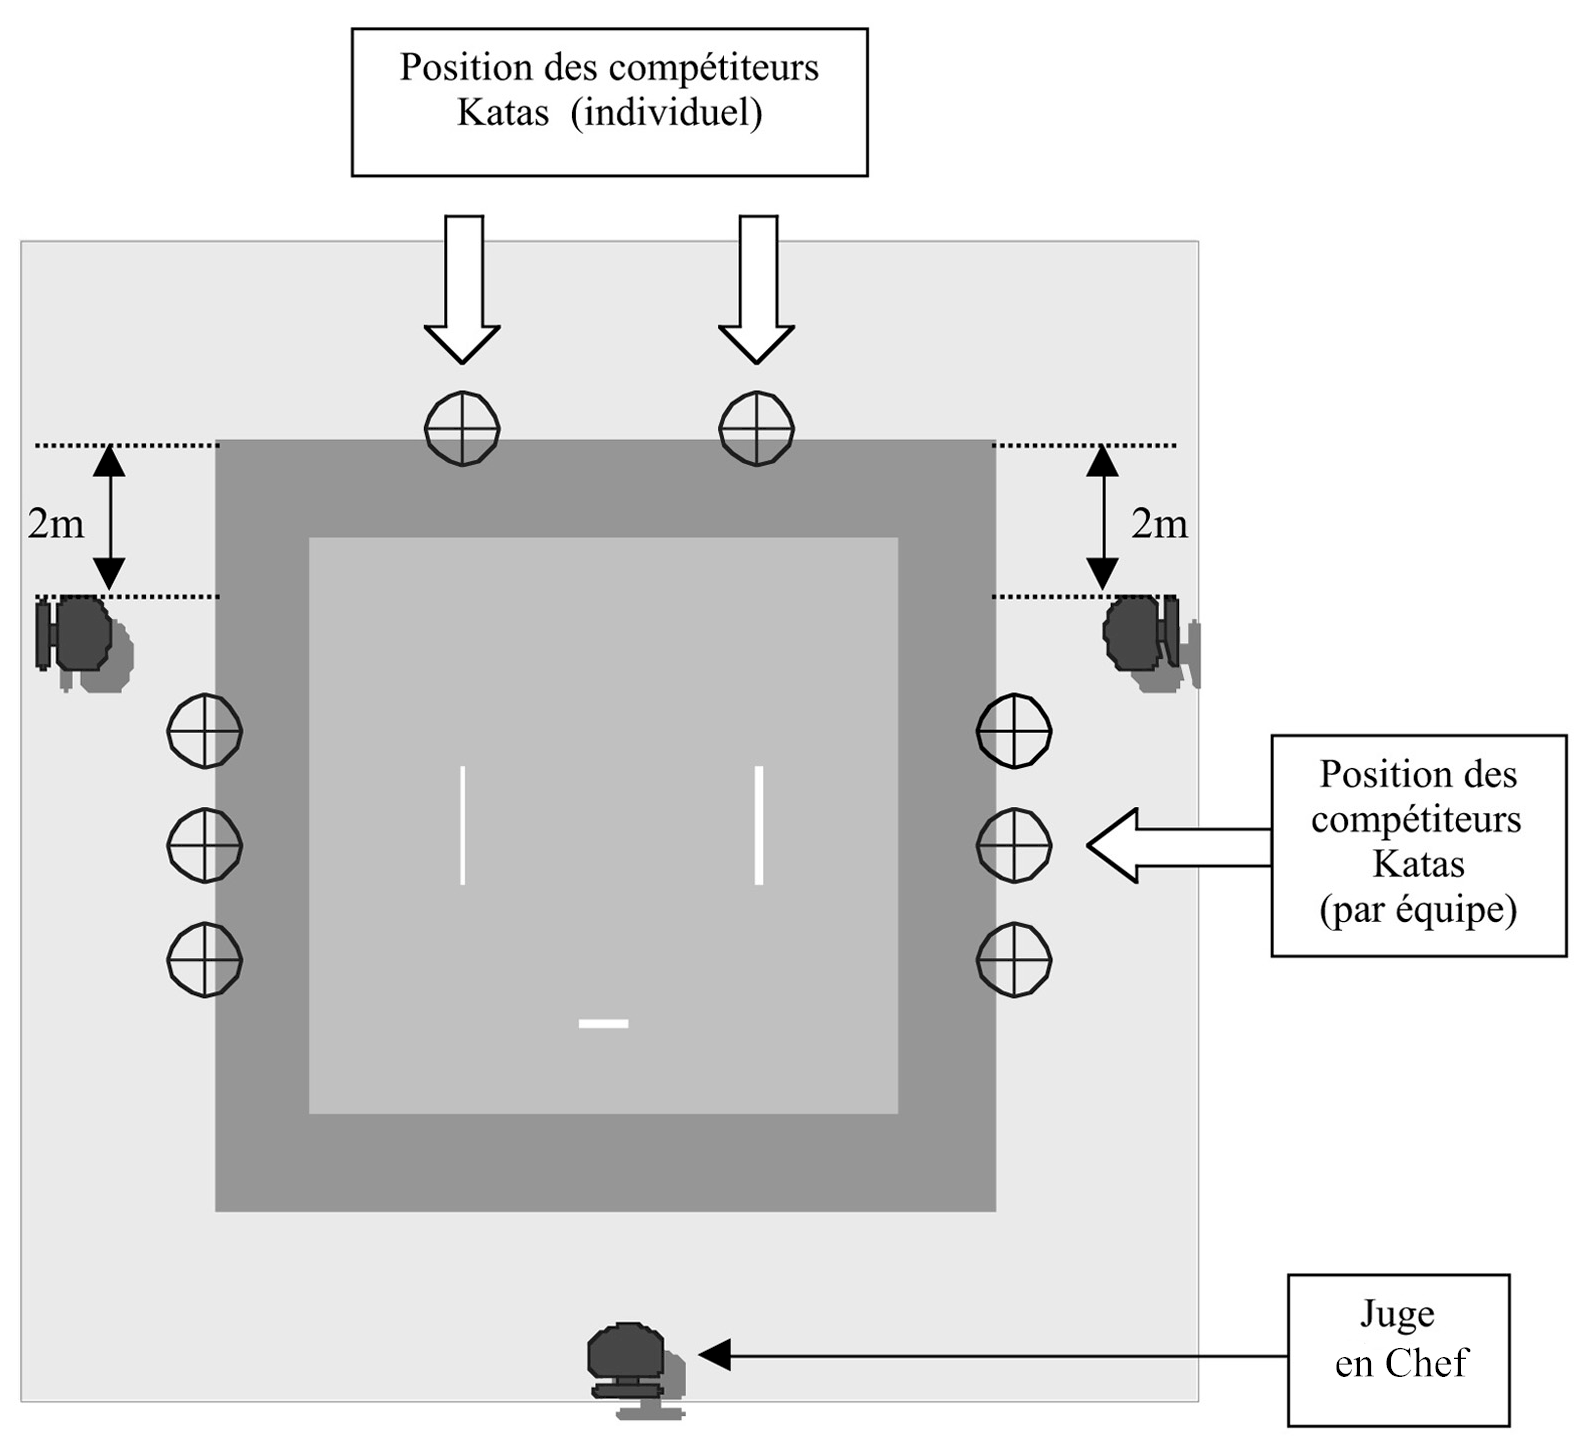 Position des compétiteurs
Katas (individuel)
2m
2m
Position des
compétiteurs
Katas
(par équipe)
Juge
en Chef